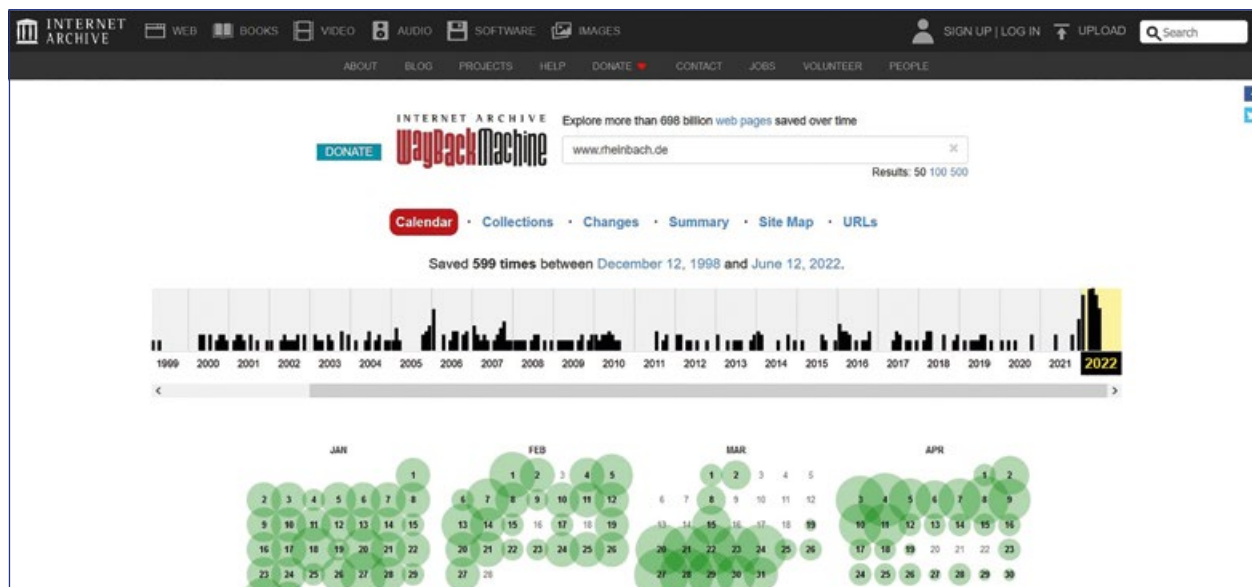 INTERNET ARCHIVE WEB BOOKS VIDEO AUDIO SOFTWARE IMAGES SIGN UP | LOG IN UPLOAD Search
ABOUT BLOG PROJECTS HELP DONATE CONTACT JOBS VOLUNTEER PEOPLE
INTERNET ARCHIVE Explore more than 698 billion web pages saved over time
DONATE WayBackMachine www.rheinbach.de ×
Results: 50 100 500
Calendar · Collections · Changes · Summary · Site Map · URLs
Saved 599 times between December 12, 1998 and June 12, 2022.
1999 2000 2001 2002 2003 2004 2005 2006 2007 2008 2009 2010 2011 2012 2013 2014 2015 2016 2017 2018 2019 2020 2021 2022
JAN FEB MAR APR
1 1 2 3 4 5 1 2 3 4 5 1 2
2 3 4 5 6 7 8 6 7 8 9 10 11 12 6 7 8 9 10 11 12 3 4 5 6 7 8 9
9 10 11 12 13 14 15 13 14 15 16 17 18 19 13 14 15 16 17 18 19 10 11 12 13 14 15 16
16 17 18 19 20 21 22 20 21 22 23 24 25 26 20 21 22 23 24 25 26 17 18 19 20 21 22 23
23 24 25 26 27 28 29 27 28 27 28 29 30 31 24 25 26 27 28 29 30